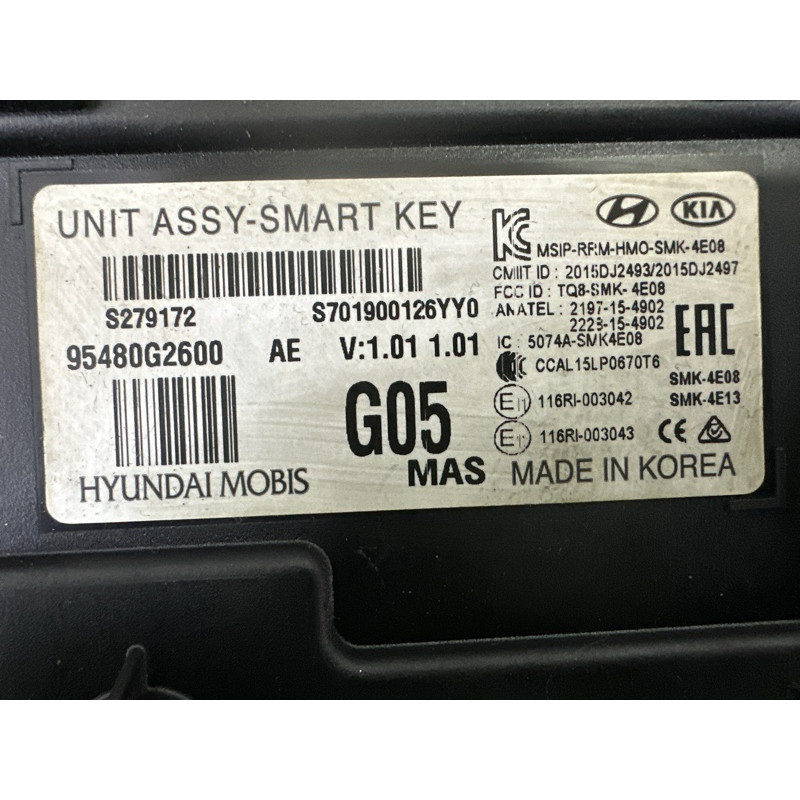 UNIT ASSY-SMART KEY
S279172 S701900126YY0
95480G2600 AE V:1.01 1.01
G05
MAS
HYUNDAI MOBIS
KIA
MSIP-RRM-HMO-SMK-4E08
CMIIT ID : 2015DJ2493/2015DJ2497
FCC ID : TQ8-SMK-4E08
ANATEL : 2197-15-4902
2223-15-4902
IC : 5074A-SMK4E08
CCAL15LP0670T6
EAC
SMK-4E08
SMK-4E13
E 116RI-003042
E 116RI-003043
CE
MADE IN KOREA